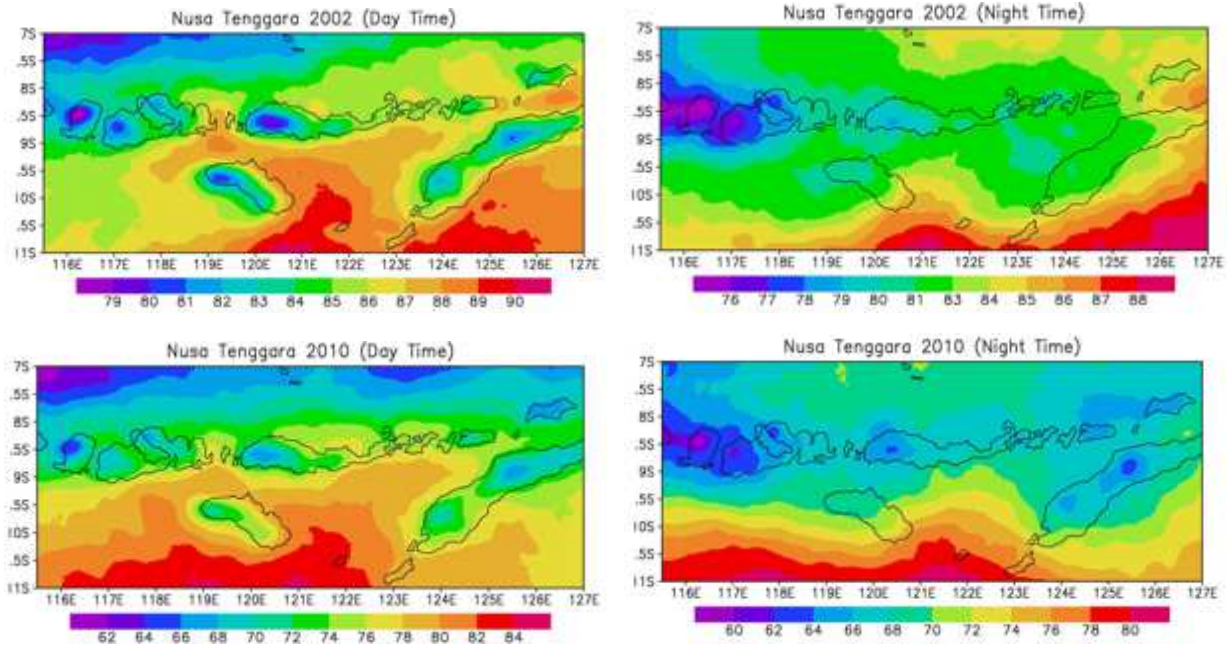 Nusa Tenggara 2002 (Day Time)
7S
.5S
8S
.5S
9S
.5S
10S
.5S
11S
116E 117E 118E 119E 120E 121E 122E 123E 124E 125E 126E 127E
79 80 81 82 83 84 85 86 87 88 89 90
Nusa Tenggara 2002 (Night Time)
7S
.5S
8S
.5S
9S
.5S
10S
.5S
11S
116E 117E 118E 119E 120E 121E 122E 123E 124E 125E 126E 127E
76 77 78 79 80 81 83 84 85 86 87 88
Nusa Tenggara 2010 (Day Time)
7S
.5S
8S
.5S
9S
.5S
10S
.5S
11S
116E 117E 118E 119E 120E 121E 122E 123E 124E 125E 126E 127E
62 64 66 68 70 72 74 76 78 80 82 84
Nusa Tenggara 2010 (Night Time)
7S
.5S
8S
.5S
9S
.5S
10S
.5S
11S
116E 117E 118E 119E 120E 121E 122E 123E 124E 125E 126E 127E
60 64 66 68 70 72 74 76 78 80